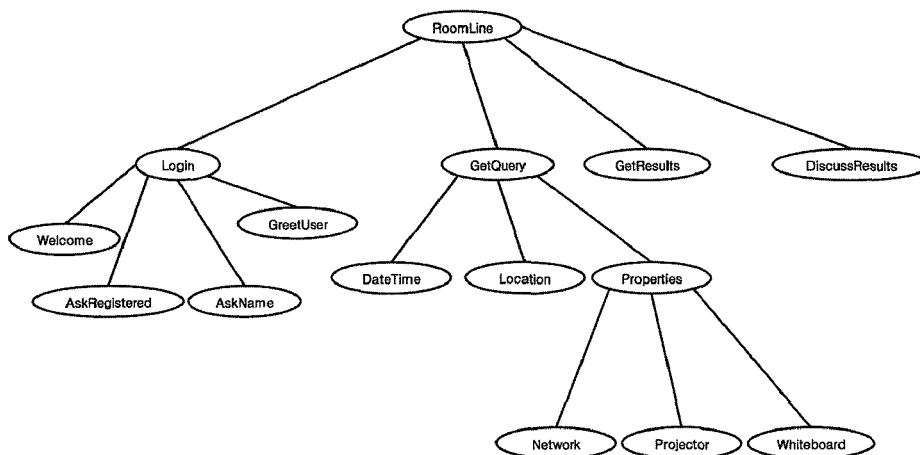 RoomLine
Login
GetQuery
GetResults
DiscussResults
Welcome
GreetUser
DateTime
Location
Properties
AskRegistered
AskName
Network
Projector
Whiteboard